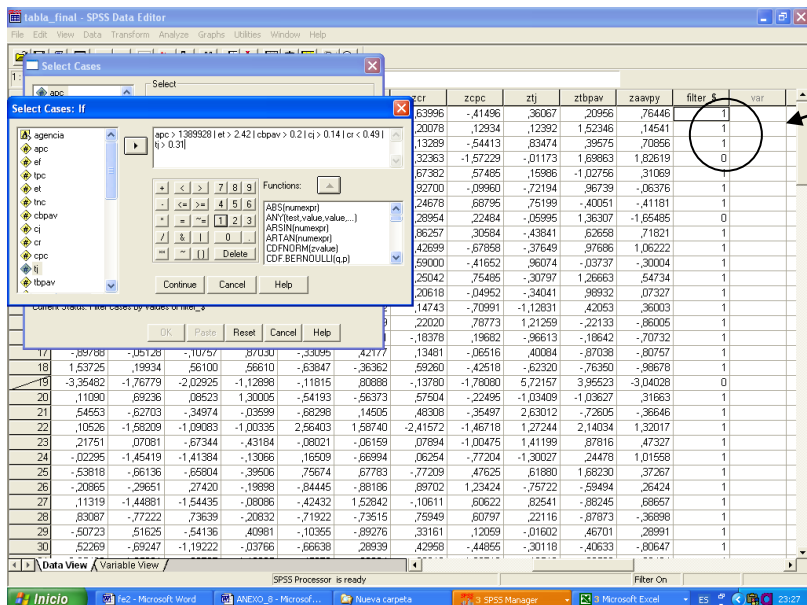 tabla_final - SPSS Data Editor
File Edit View Data Transform Analyze Graphs Utilities Window Help
1:
Select Cases
apc
Select
Select Cases: If
agencia
apc
ef
tpc
et
tnc
cbpav
cj
cr
cpc
tj
tbpav
apc > 1389928 | et > 2.42 | cbpav > 0.2 | cj > 0.14 | cr < 0.49 |
tj > 0.31
+ < > 7 8 9
- <= >= 4 5 6
* = ~= 1 2 3
/ & | 0 .
** ~ () Delete
Functions:
ABS(numexpr)
ANY(test,value,value,...)
ARSIN(numexpr)
ARTAN(numexpr)
CDFNORM(zvalue)
CDF.BERNOULLI(q,p)
Continue Cancel Help
Current Status: Filter cases by values of filter_$
OK Paste Reset Cancel Help
zcr zcpc ztj ztbpav zaavpy filter_$ var
,63996 -,41496 ,36067 ,20956 ,76446 1
,20078 ,12934 ,12392 1,52346 ,14541 1
,13289 -,54413 ,83474 ,39575 ,70856 1
,32363 -1,57229 -,01173 1,69863 1,82619 0
,67382 ,57485 ,15986 -1,02756 ,31069 1
,92700 -,09960 -,72194 ,96739 -,06376 1
,24678 ,68795 ,75199 -,40051 -,41181 1
,28954 ,22484 -,05995 1,36307 -1,65485 0
,86257 ,30584 -,43841 ,62658 ,71821 1
,42699 -,67858 -,37649 ,97686 1,06222 1
,59000 -,41652 ,96074 -,03737 -,30004 1
,25042 ,75485 -,30797 1,26663 ,54734 1
,20618 -,04952 -,34041 ,98932 ,07327 1
,14743 -,70991 -1,12831 ,42053 ,36003 1
,22020 ,78773 1,21259 -,22133 -,86005 1
-,18378 ,19682 -,96613 -,18642 -,70732 1
17 -,89788 -,05128 -,10757 ,87030 -,33095 ,42177 ,13481 -,06516 ,40084 -,87038 -,80757 1
18 1,53725 ,19934 ,56100 ,56610 -,63847 -,36362 ,59260 -,42518 -,62320 -,76350 -,98678 1
19 -3,35482 -1,76779 -2,02925 -1,12898 -,11815 ,80888 -,13780 -1,78080 5,72157 3,95523 -3,04028 0
20 ,11090 ,69236 ,08523 1,30005 -,54193 -,56373 ,57504 -,22495 -1,03409 -1,03627 ,31663 1
21 ,54553 -,62703 -,34974 -,03599 -,68298 ,14505 ,48308 -,35497 2,63012 -,72605 -,36646 1
22 ,10526 -1,58209 -1,09083 -1,00335 2,56403 1,58740 -2,41572 -1,46718 1,27244 2,14034 1,32017 1
23 ,21751 ,07081 -,67344 -,43184 -,08021 -,06159 ,07894 -1,00475 1,41199 ,87816 ,47327 1
24 -,02295 -1,45419 -1,41384 -,13066 ,16509 -,66994 ,06254 -,77204 -1,30027 ,24478 1,01558 1
25 -,53818 -,66136 -,65804 -,39506 ,75674 ,67783 -,77209 ,47625 ,61880 1,68230 ,37267 1
26 -,20865 -,29651 ,27420 -,19898 -,84445 -,88186 ,89702 1,23424 -,75722 -,59494 ,26424 1
27 ,11319 -1,44881 -1,54435 -,08086 -,42432 1,52842 -,10611 ,60622 ,82541 -,88245 ,68657 1
28 ,83087 -,77222 ,73639 -,20832 -,71922 -,73515 ,75949 ,60797 ,22116 -,87873 -,36898 1
29 -,50723 ,51625 -,54136 ,40981 -,10355 -,89276 ,33161 ,12059 -,01602 ,46701 ,28991 1
30 ,52269 -,69247 -1,19222 -,03766 -,66638 ,28939 ,42958 -,44855 -,30118 -,40633 -,80647 1
Data View Variable View
SPSS Processor is ready Filter On
Inicio fe2 - Microsoft Word ANEXO_8 - Microsof... Nueva carpeta 3 SPSS Manager 3 Microsoft Excel ES 23:27